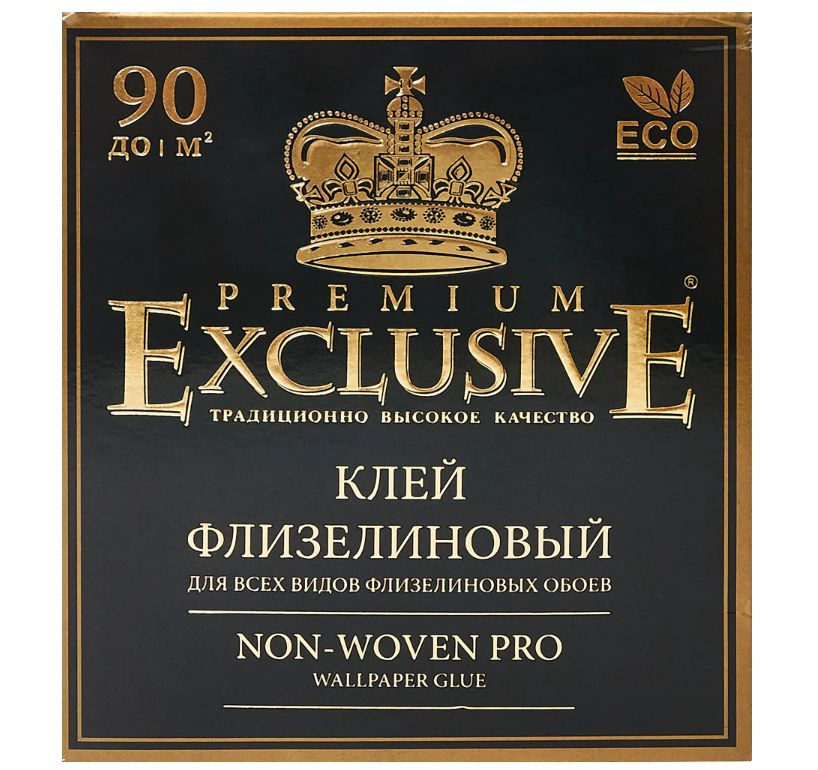 90
ДО | М²
ECO
PREMIUM
EXCLUSIVE ®
ТРАДИЦИОННО ВЫСОКОЕ КАЧЕСТВО
КЛЕЙ
ФЛИЗЕЛИНОВЫЙ
ДЛЯ ВСЕХ ВИДОВ ФЛИЗЕЛИНОВЫХ ОБОЕВ
NON-WOVEN PRO
WALLPAPER GLUE